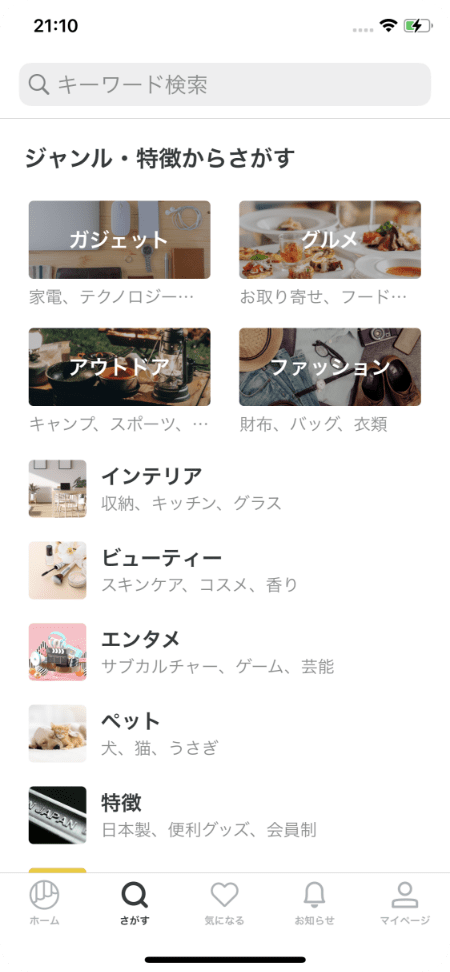 21:10
キーワード検索
ジャンル・特徴からさがす
ガジェット
グルメ
家電、テクノロジー…
お取り寄せ、フード…
アウトドア
ファッション
キャンプ、スポーツ、…
財布、バッグ、衣類
インテリア
収納、キッチン、グラス
ビューティー
スキンケア、コスメ、香り
エンタメ
サブカルチャー、ゲーム、芸能
ペット
犬、猫、うさぎ
特徴
日本製、便利グッズ、会員制
N JAPAN
ホーム
さがす
気になる
お知らせ
マイページ